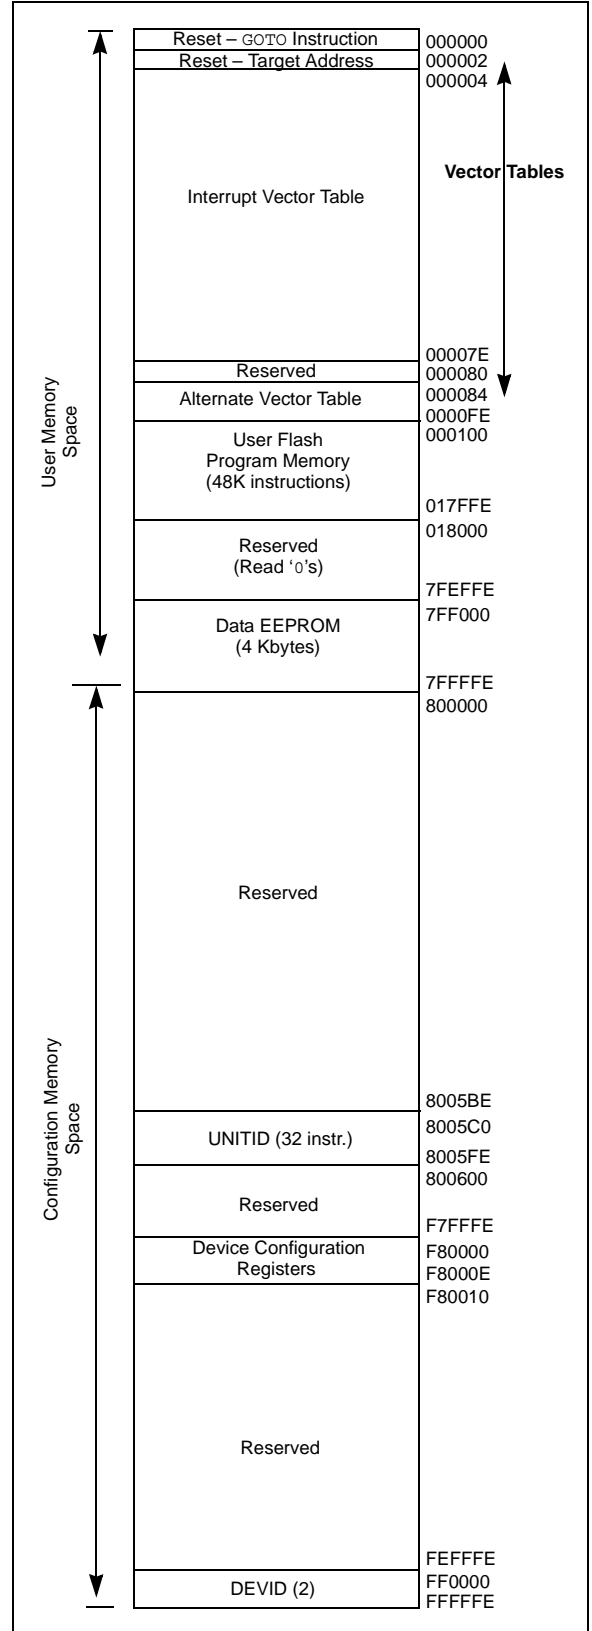 Reset – GOTO Instruction
000000
Reset – Target Address
000002
000004
Vector Tables
Interrupt Vector Table
00007E
Reserved
000080
Alternate Vector Table
000084
0000FE
User Memory
Space
000100
User Flash
Program Memory
(48K instructions)
017FFE
018000
Reserved
(Read ‘0’s)
7FEFFE
7FF000
Data EEPROM
(4 Kbytes)
7FFFFE
800000
Reserved
Configuration Memory
Space
8005BE
8005C0
UNITID (32 instr.)
8005FE
800600
Reserved
F7FFFE
Device Configuration
Registers
F80000
F8000E
F80010
Reserved
FEFFFE
FF0000
DEVID (2)
FFFFFE